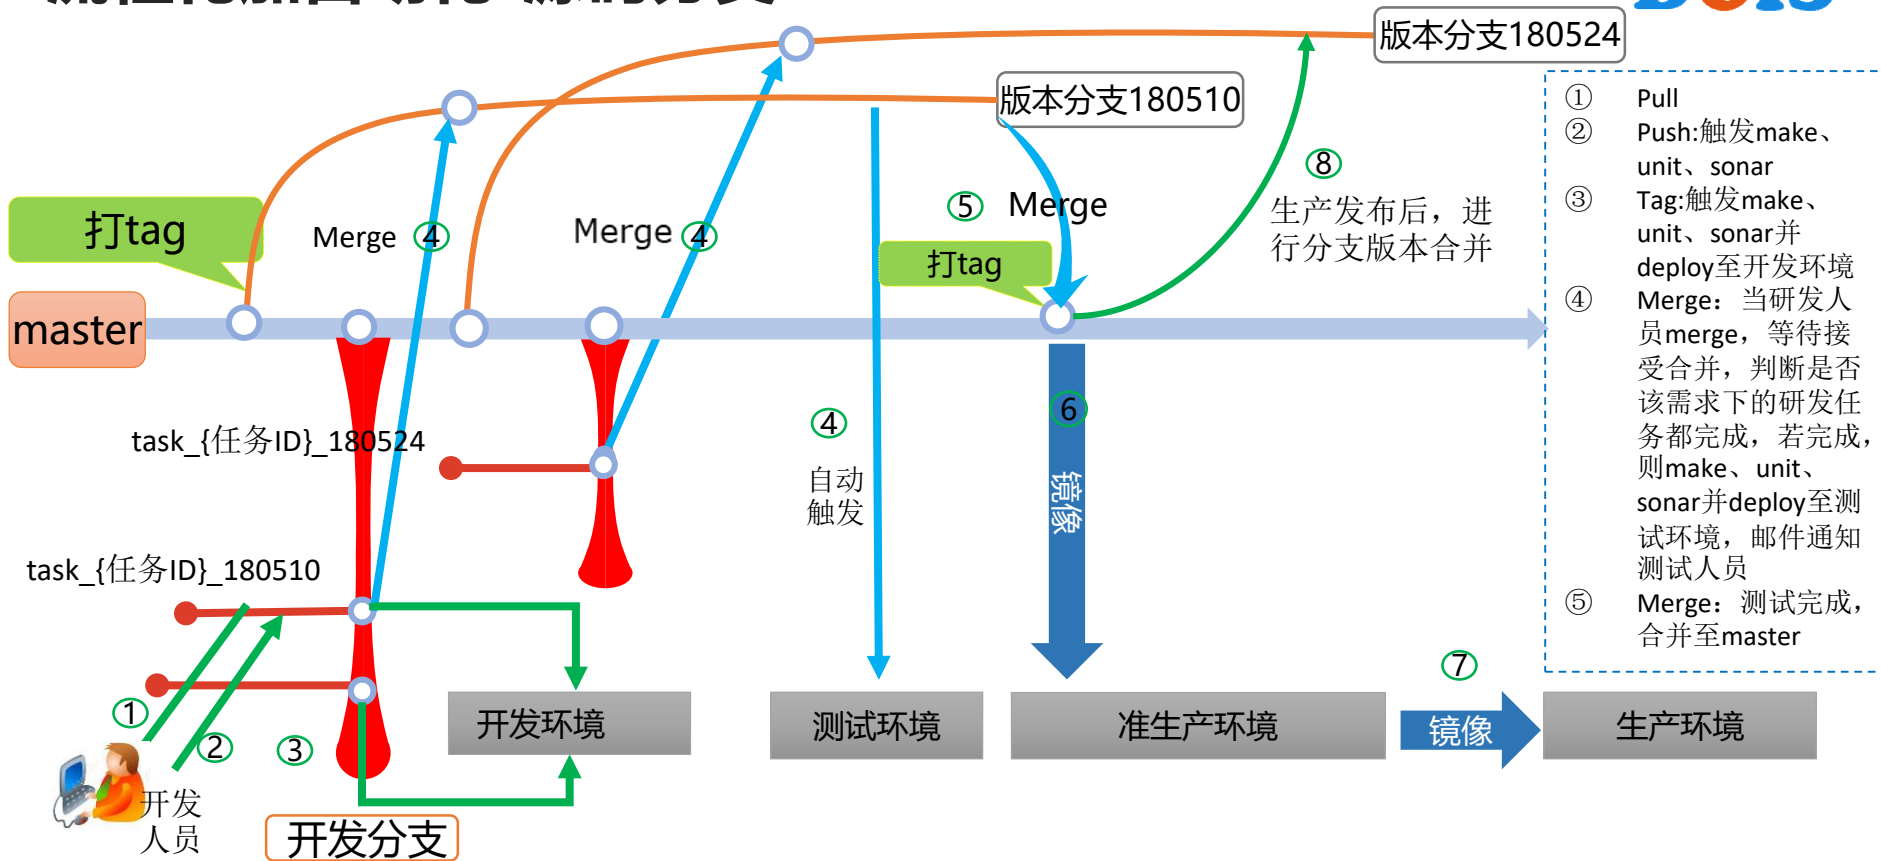 版本分支180524
版本分支180510
打tag
Merge ④
Merge ④
⑤ Merge
打tag
⑧
生产发布后，进
行分支版本合并
master
task_{任务ID}_180524
task_{任务ID}_180510
④
自动
触发
⑥
镜像
①
②
③
开发
人员
开发分支
开发环境
测试环境
准生产环境
⑦
镜像
生产环境
① Pull
② Push:触发make、
unit、sonar
③ Tag:触发make、
unit、sonar并
deploy至开发环境
④ Merge：当研发人
员merge，等待接
受合并，判断是否
该需求下的研发任
务都完成，若完成，
则make、unit、
sonar并deploy至测
试环境，邮件通知
测试人员
⑤ Merge：测试完成，
合并至master